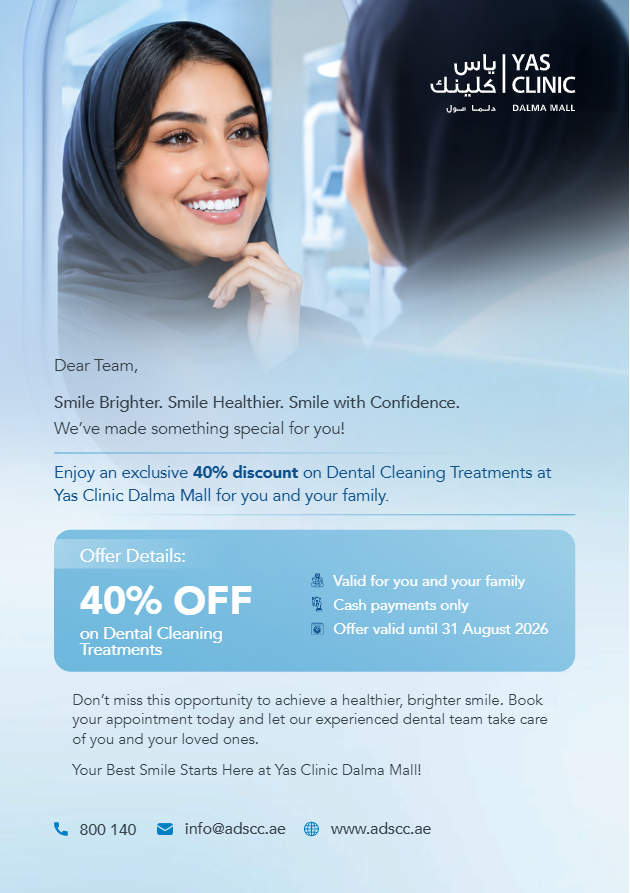 ياس
كلينك
دلما مول
YAS
CLINIC
DALMA MALL
Dear Team,
Smile Brighter. Smile Healthier. Smile with Confidence.
We've made something special for you!
Enjoy an exclusive 40% discount on Dental Cleaning Treatments at
Yas Clinic Dalma Mall for you and your family.
Offer Details:
40% OFF
on Dental Cleaning
Treatments
Valid for you and your family
Cash payments only
Offer valid until 31 August 2026
Don't miss this opportunity to achieve a healthier, brighter smile. Book
your appointment today and let our experienced dental team take care
of you and your loved ones.
Your Best Smile Starts Here at Yas Clinic Dalma Mall!
800 140 info@adscc.ae www.adscc.ae